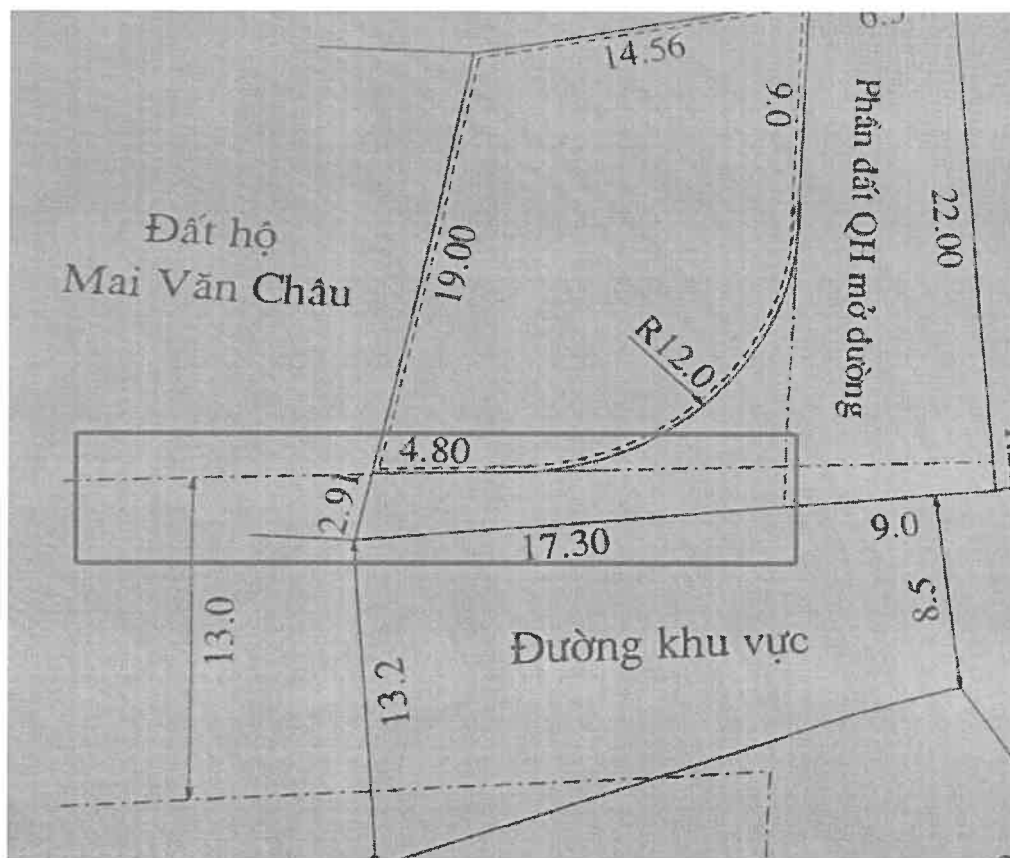 14.56
9.0
Phần đất QH mở đường
22.00
Đất hộ
Mai Văn Châu
19.00
R12.0
4.80
2.91
17.30
9.0
8.5
13.0
13.2
Đường khu vực